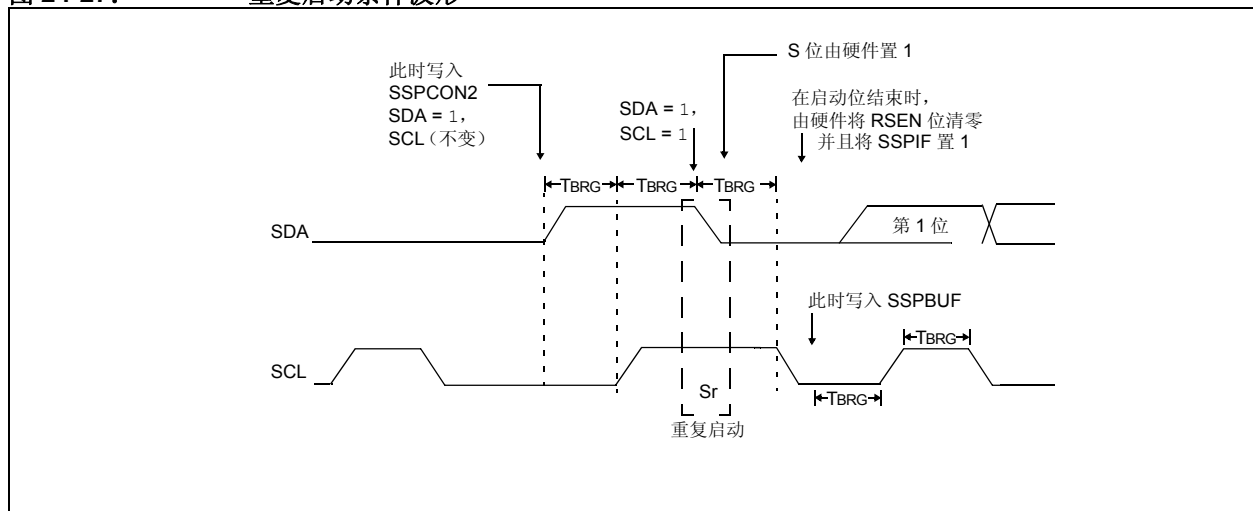 重复启动条件波形
S 位由硬件置 1
此时写入
SSPCON2
SDA = 1，
SCL（不变）
SDA = 1，
SCL = 1
在启动位结束时，
由硬件将 RSEN 位清零
并且将 SSPIF 置 1
TBRG TBRG TBRG
SDA
第 1 位
此时写入 SSPBUF
TBRG
SCL
Sr
TBRG
重复启动